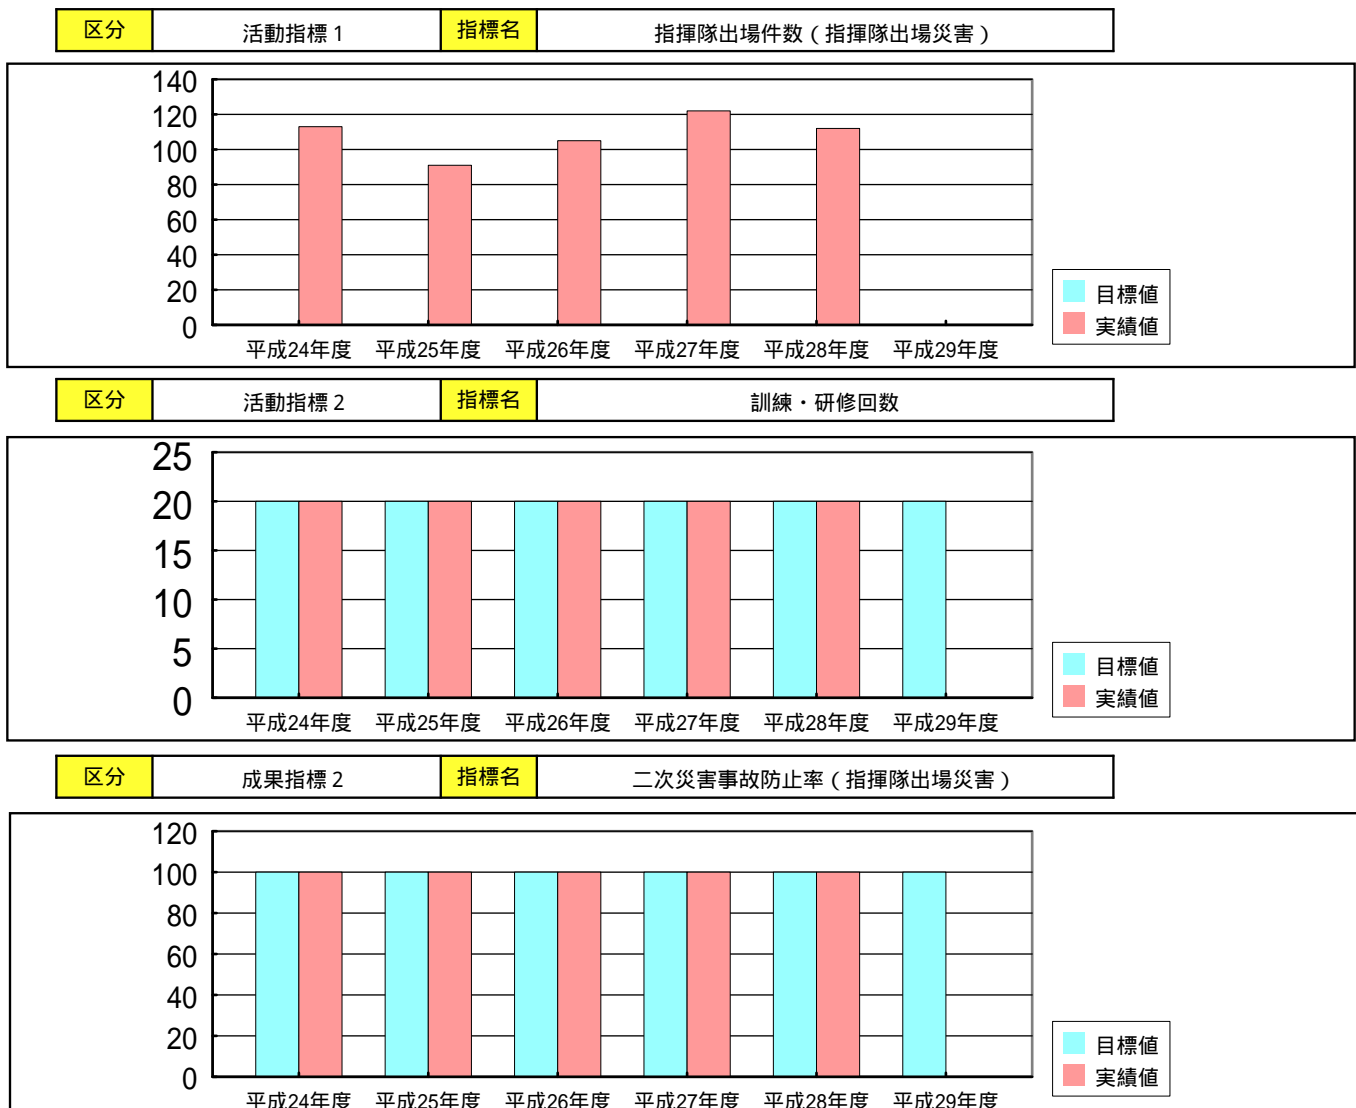 区分 活動指標1 指標名 指揮隊出場件数(指揮隊出場災害)
140
120
100
80
60
40
20
0
平成24年度 平成25年度 平成26年度 平成27年度 平成28年度 平成29年度
目標値
実績値
区分 活動指標2 指標名 訓練・研修回数
25
20
15
10
5
0
平成24年度 平成25年度 平成26年度 平成27年度 平成28年度 平成29年度
目標値
実績値
区分 成果指標2 指標名 二次災害事故防止率(指揮隊出場災害)
120
100
80
60
40
20
0
平成24年度 平成25年度 平成26年度 平成27年度 平成28年度 平成29年度
目標値
実績値